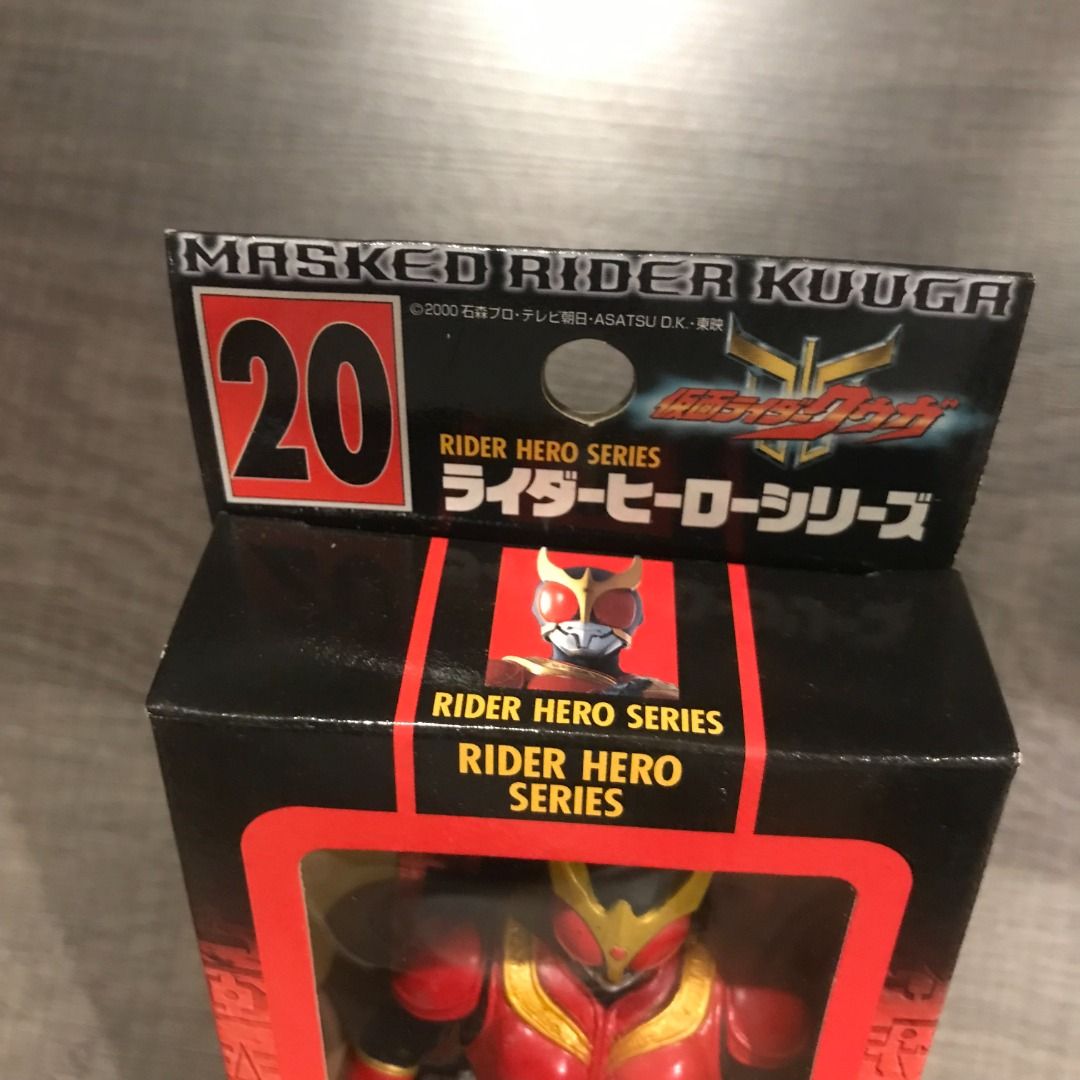 MASKED RIDER KUUGA
20
©2000 石森プロ・テレビ朝日・ASATSU D.K.・東映
仮面ライダークウガ
RIDER HERO SERIES
ライダーヒーローシリーズ
RIDER HERO SERIES
RIDER HERO
SERIES